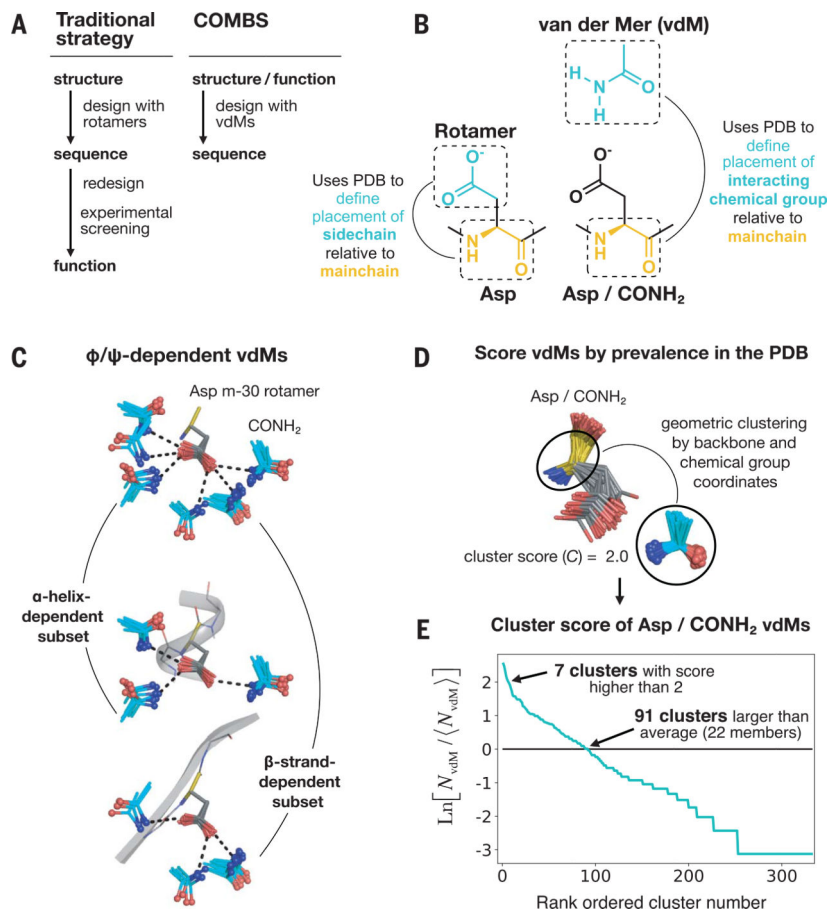 A
Traditional
strategy
COMBS
structure
design with
rotamers
sequence
redesign
experimental
screening
function
structure / function
design with
vdMs
sequence
B
van der Mer (vdM)
H
N
H
O
Rotamer
O-
O
N
H
O
Asp
O-
O
N
H
O
Asp / CONH₂
Uses PDB to
define
placement of
sidechain
relative to
mainchain
Uses PDB to
define
placement of
interacting
chemical group
relative to
mainchain
C
ϕ/ψ-dependent vdMs
Asp m-30 rotamer
CONH₂
α-helix-
dependent
subset
β-strand-
dependent
subset
D
Score vdMs by prevalence in the PDB
Asp / CONH₂
geometric clustering
by backbone and
chemical group
coordinates
cluster score (C) = 2.0
E
Cluster score of Asp / CONH₂ vdMs
7 clusters with score
higher than 2
91 clusters larger than
average (22 members)
Ln[N vdM / ⟨N vdM⟩]
2
1
0
-1
-2
-3
0 100 200 300
Rank ordered cluster number